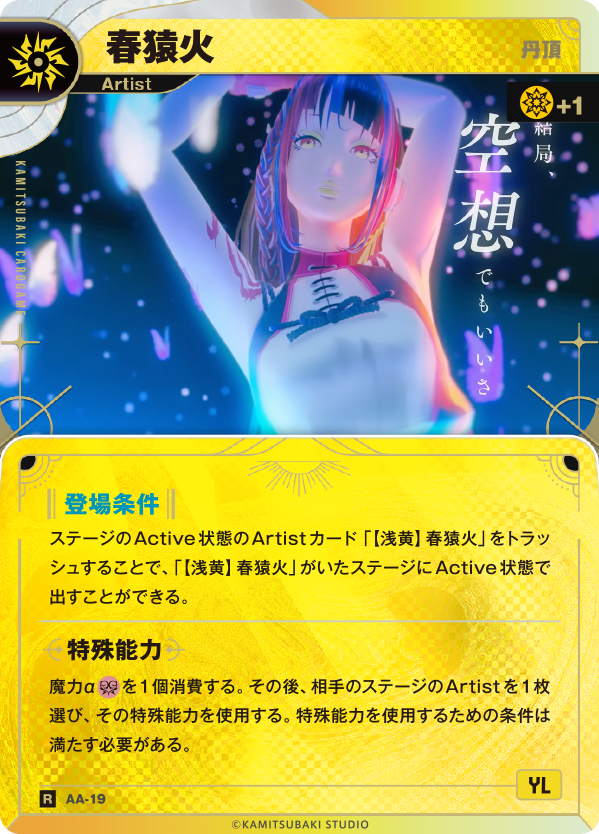 春猿火
丹頂
Artist
+1
結局、
空想
でもいいさ
KAMITSUBAKI CARDGAME
登場条件
ステージのActive状態のArtistカード「【浅黄】春猿火」をトラッ
シュすることで、「【浅黄】春猿火」がいたステージにActive状態で
出すことができる。
特殊能力
魔力αを1個消費する。その後、相手のステージのArtistを1枚
選び、その特殊能力を使用する。特殊能力を使用するための条件は
満たす必要がある。
YL
R AA-19
©KAMITSUBAKI STUDIO